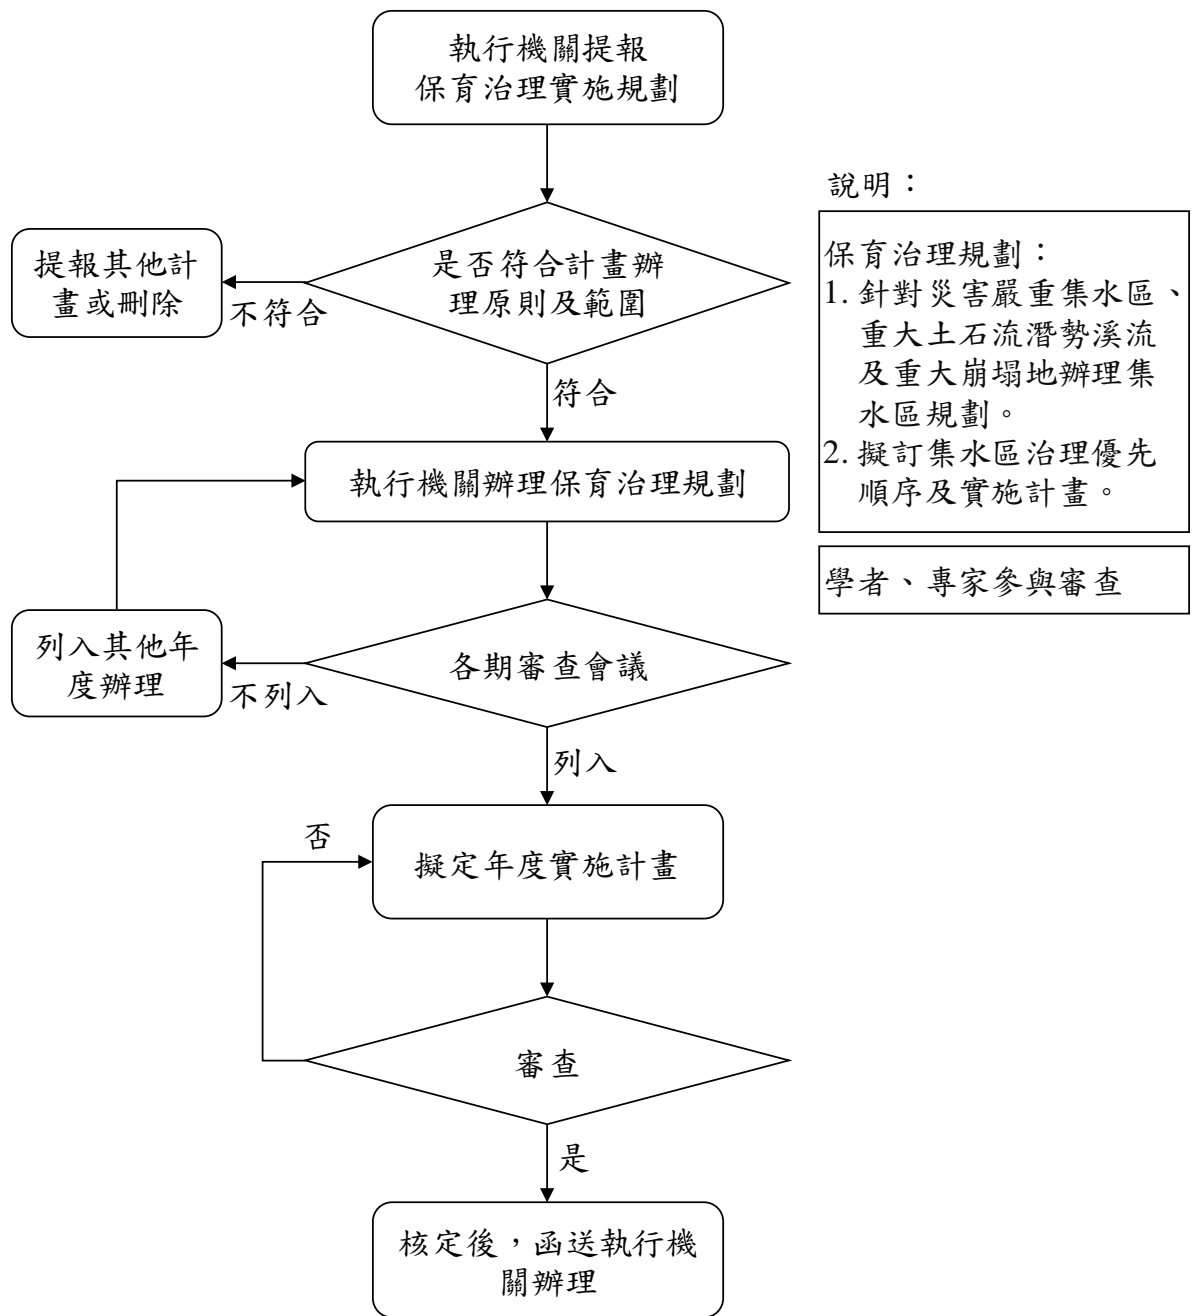 執行機關提報
保育治理實施規劃
是否符合計畫辦
理原則及範圍
提報其他計
畫或刪除
不符合
符合
執行機關辦理保育治理規劃
各期審查會議
列入其他年
度辦理
不列入
列入
擬定年度實施計畫
否
審查
是
核定後，函送執行機
關辦理
說明：
保育治理規劃：
1. 針對災害嚴重集水區、
重大土石流潛勢溪流
及重大崩塌地辦理集
水區規劃。
2. 擬訂集水區治理優先
順序及實施計畫。
學者、專家參與審查